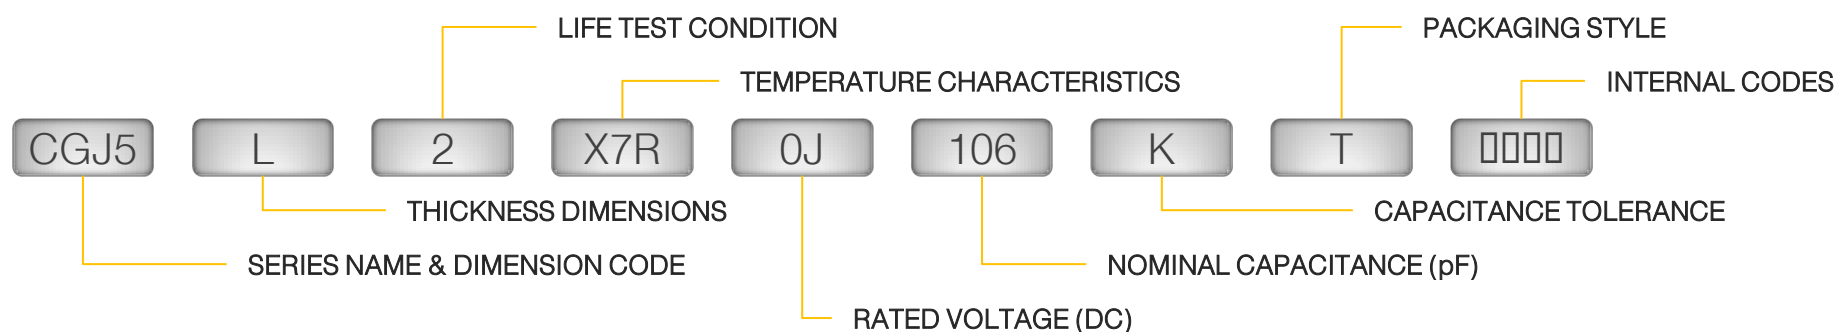 LIFE TEST CONDITION
PACKAGING STYLE
TEMPERATURE CHARACTERISTICS
INTERNAL CODES
CGJ5 L 2 X7R 0J 106 K T ▯▯▯▯
THICKNESS DIMENSIONS
CAPACITANCE TOLERANCE
SERIES NAME & DIMENSION CODE
NOMINAL CAPACITANCE (pF)
RATED VOLTAGE (DC)